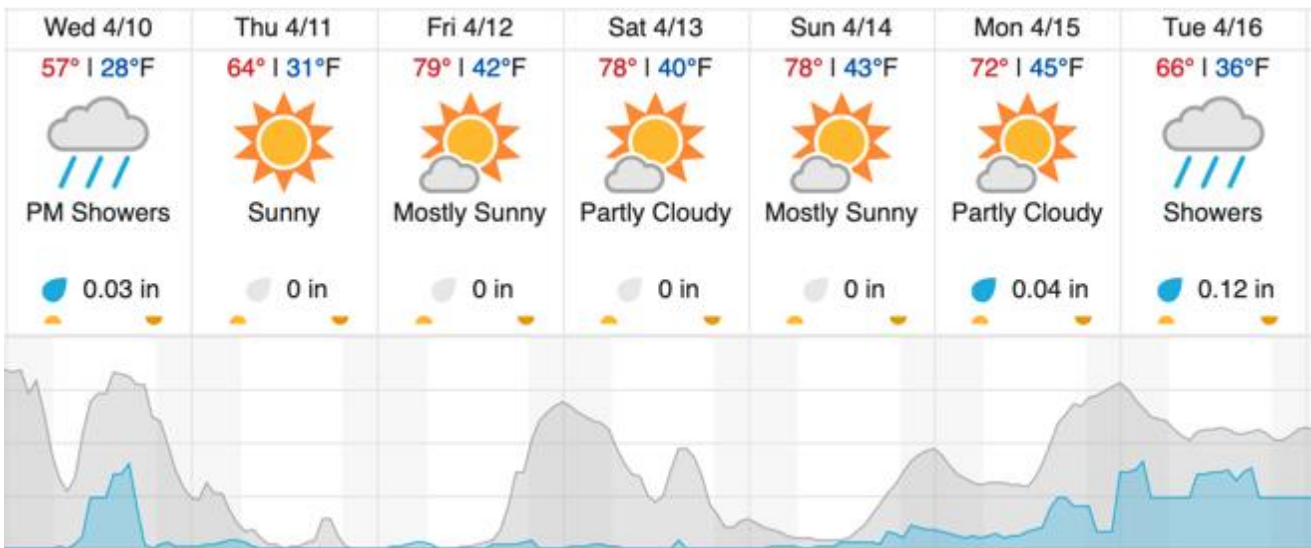 Wed 4/10 Thu 4/11 Fri 4/12 Sat 4/13 Sun 4/14 Mon 4/15 Tue 4/16
57° | 28°F 64° | 31°F 79° | 42°F 78° | 40°F 78° | 43°F 72° | 45°F 66° | 36°F
PM Showers Sunny Mostly Sunny Partly Cloudy Mostly Sunny Partly Cloudy Showers
0.03 in 0 in 0 in 0 in 0 in 0.04 in 0.12 in